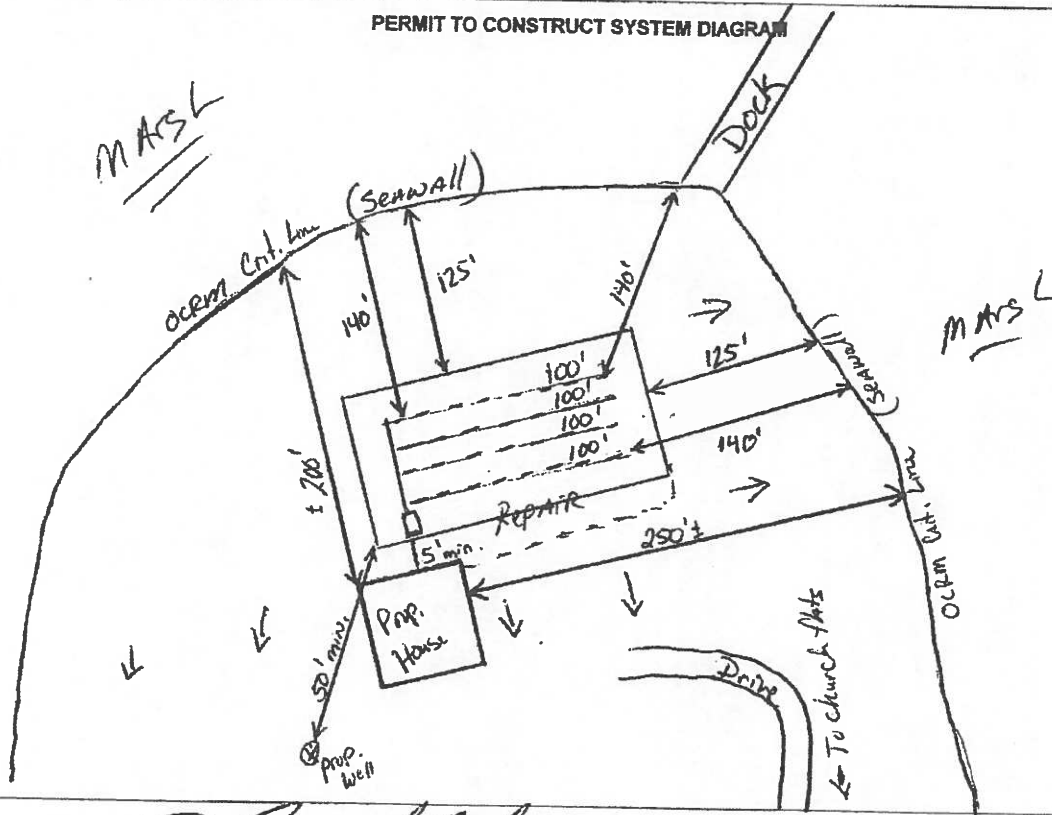 PERMIT TO CONSTRUCT SYSTEM DIAGRAM
Dock
MArsh
(SEAWAll)
OCRM Crit. Line
140'
125'
140'
MArsh
125'
(SEAwall)
100'
100'
100'
100'
140'
± 200'
REPAIR
250'±
5' min.
OCRM Crit. Line
Prop.
House
50' min.
Drive
← To church flats
prop.
well